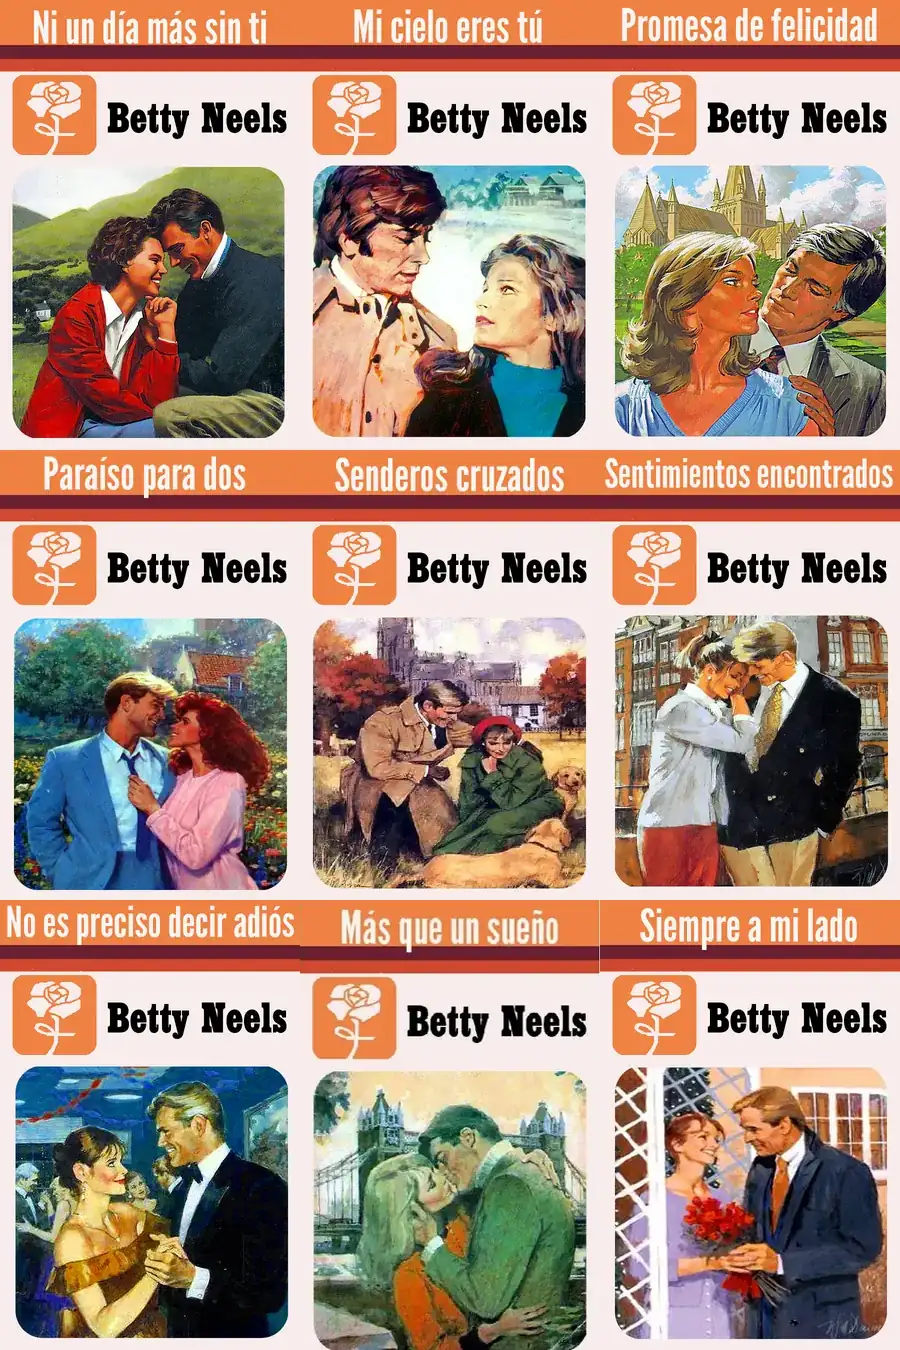 Ni un día más sin ti
Betty Neels
Mi cielo eres tú
Betty Neels
Promesa de felicidad
Betty Neels
Paraíso para dos
Betty Neels
Senderos cruzados
Betty Neels
Sentimientos encontrados
Betty Neels
No es preciso decir adiós
Betty Neels
Más que un sueño
Betty Neels
Siempre a mi lado
Betty Neels